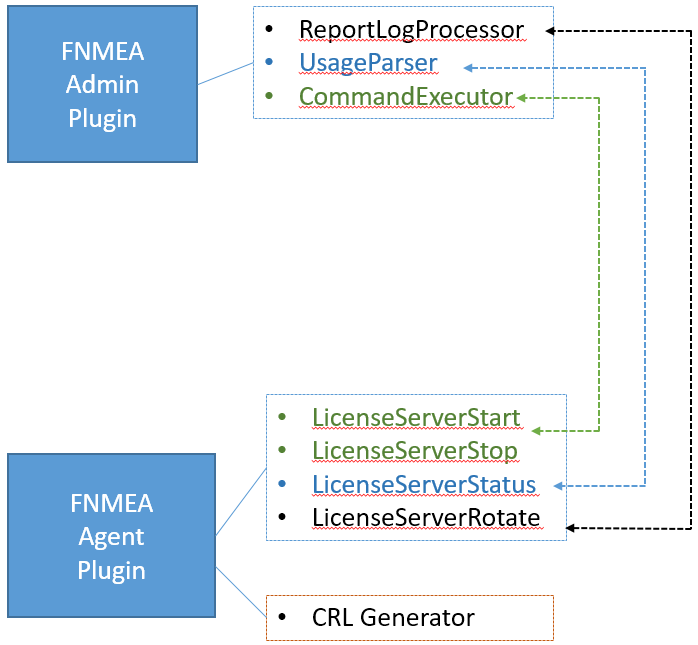 FNMEA
Admin
Plugin
• ReportLogProcessor
• UsageParser
• CommandExecutor
FNMEA
Agent
Plugin
• LicenseServerStart
• LicenseServerStop
• LicenseServerStatus
• LicenseServerRotate
• CRL Generator